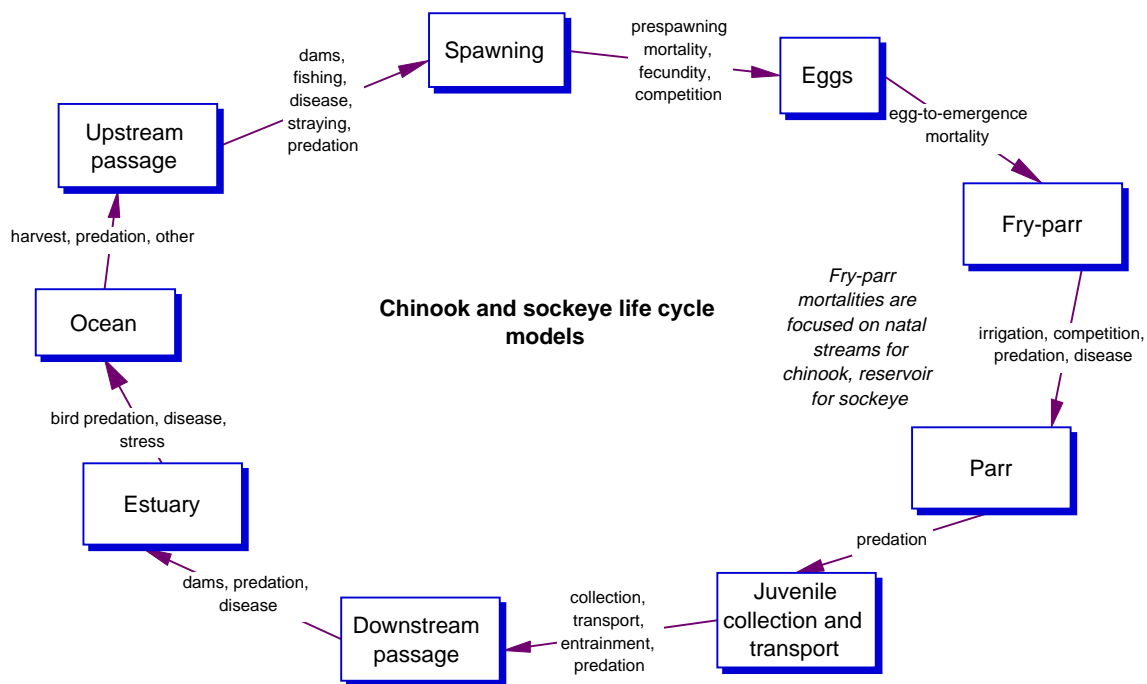 Spawning
prespawning
mortality,
fecundity,
competition
Eggs
egg-to-emergence
mortality
Fry-parr
irrigation, competition,
predation, disease
Parr
predation
Juvenile
collection and
transport
collection,
transport,
entrainment,
predation
Downstream
passage
dams, predation,
disease
Estuary
bird predation, disease,
stress
Ocean
harvest, predation, other
Upstream
passage
dams,
fishing,
disease,
straying,
predation
Chinook and sockeye life cycle
models
Fry-parr
mortalities are
focused on natal
streams for
chinook, reservoir
for sockeye